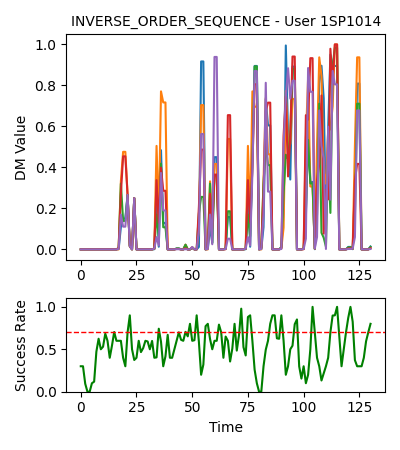 INVERSE_ORDER_SEQUENCE - User 1SP1014
1.0
0.8
0.6
0.4
0.2
0.0
DM Value
0 25 50 75 100 125
1.0
0.5
0.0
Success Rate
0 25 50 75 100 125
Time